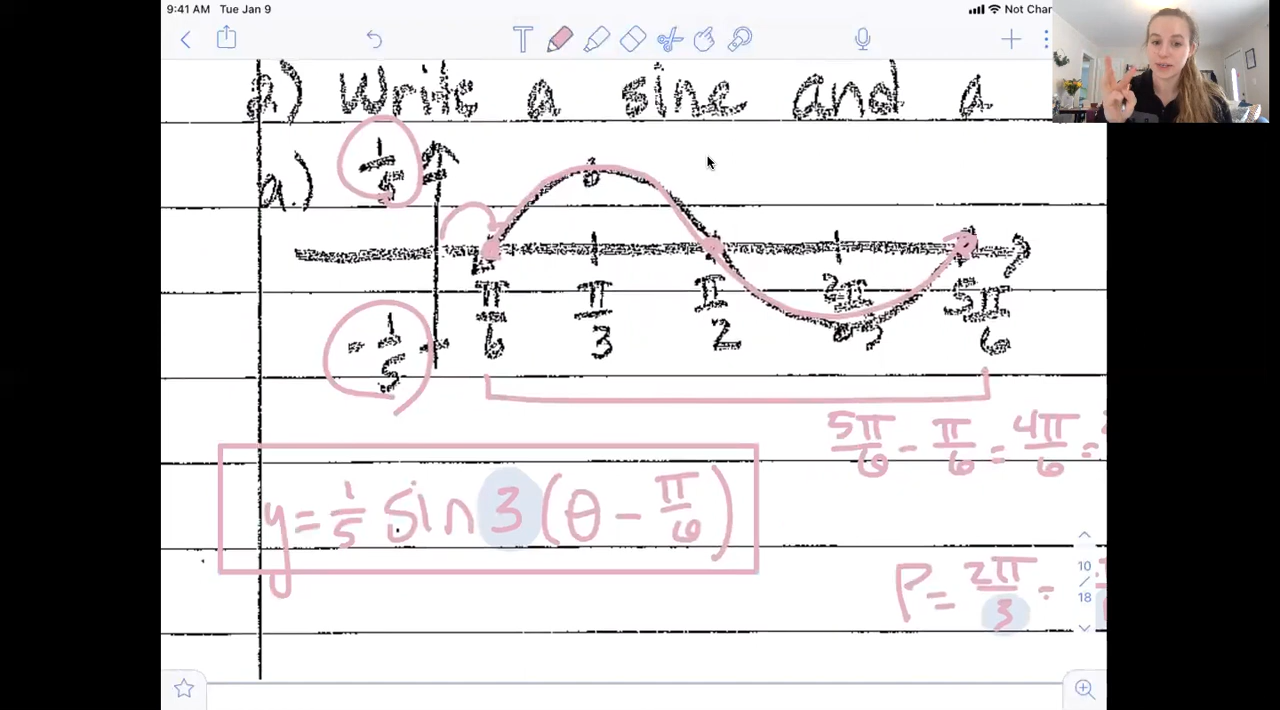 9:41 AM Tue Jan 9
Not Char
2) Write a sine and a
a.)
1/5
-1/5
π/6 π/3 π/2 2π/3 5π/6
5π/6 - π/6 = 4π/6 =
y = 1/5 sin 3(θ - π/6)
P = 2π/3 =
10
/
18